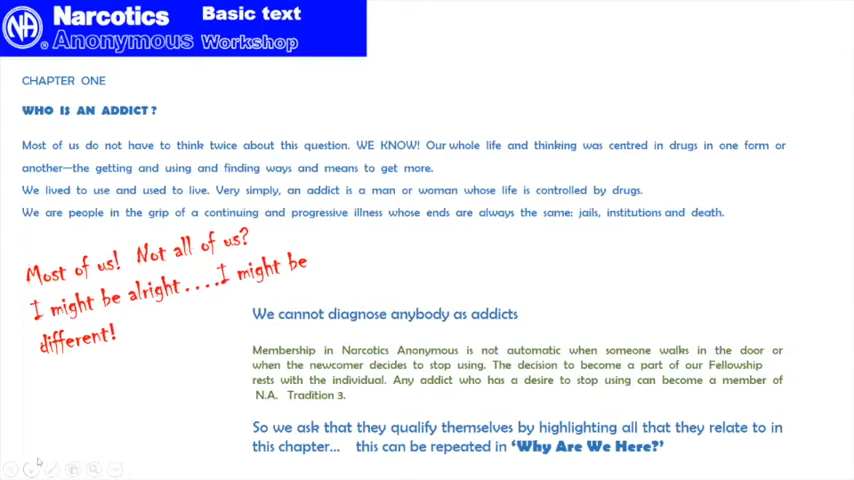 NA
Narcotics Basic text
Anonymous Workshop
CHAPTER ONE
WHO IS AN ADDICT?
Most of us do not have to think twice about this question. WE KNOW! Our whole life and thinking was centred in drugs in one form or
another—the getting and using and finding ways and means to get more.
We lived to use and used to live. Very simply, an addict is a man or woman whose life is controlled by drugs.
We are people in the grip of a continuing and progressive illness whose ends are always the same: jails, institutions and death.
Most of us! Not all of us?
I might be alright....I might be
different!
We cannot diagnose anybody as addicts
Membership in Narcotics Anonymous is not automatic when someone walks in the door or
when the newcomer decides to stop using. The decision to become a part of our Fellowship
rests with the individual. Any addict who has a desire to stop using can become a member of
N.A. Tradition 3.
So we ask that they qualify themselves by highlighting all that they relate to in
this chapter... this can be repeated in ‘Why Are We Here?’